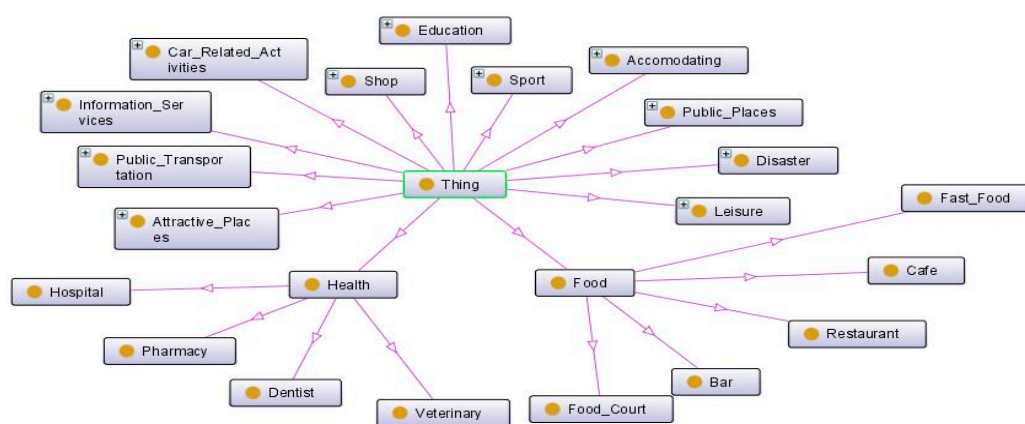 Education
Car_Related_Act
ivities
Shop
Sport
Accomodating
Information_Ser
vices
Public_Places
Public_Transpor
tation
Disaster
Thing
Fast_Food
Attractive_Plac
es
Leisure
Cafe
Hospital
Health
Food
Restaurant
Pharmacy
Bar
Dentist
Veterinary
Food_Court